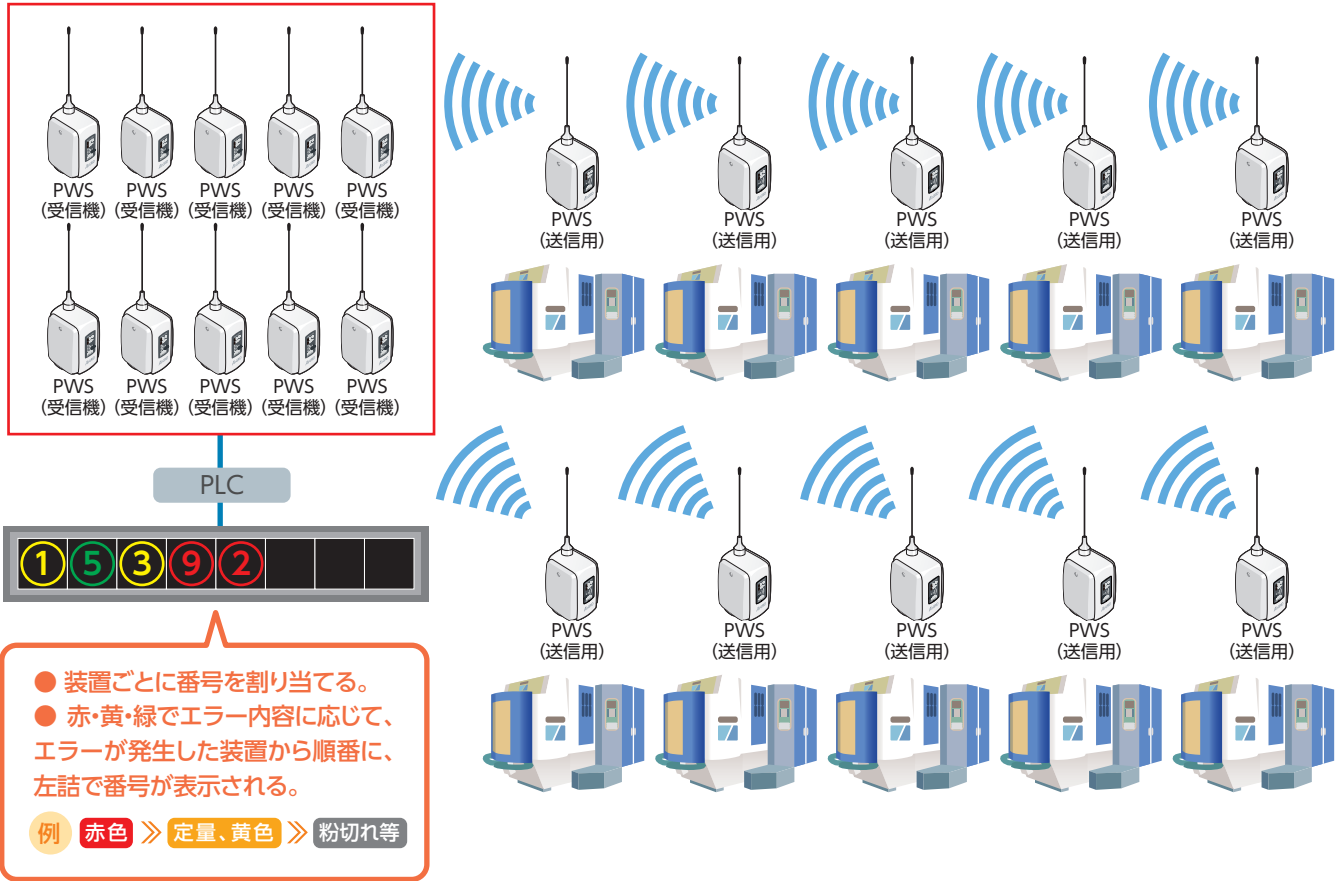 PWS PWS PWS PWS PWS
(受信機) (受信機) (受信機) (受信機) (受信機)
PWS PWS PWS PWS PWS
(受信機) (受信機) (受信機) (受信機) (受信機)
PLC
1 5 3 9 2
● 装置ごとに番号を割り当てる。
● 赤・黄・緑でエラー内容に応じて、
エラーが発生した装置から順番に、
左詰で番号が表示される。
例 赤色 ≫ 定量、黄色 ≫ 粉切れ等
PWS PWS PWS PWS PWS
(送信用) (送信用) (送信用) (送信用) (送信用)
PWS PWS PWS PWS PWS
(送信用) (送信用) (送信用) (送信用) (送信用)